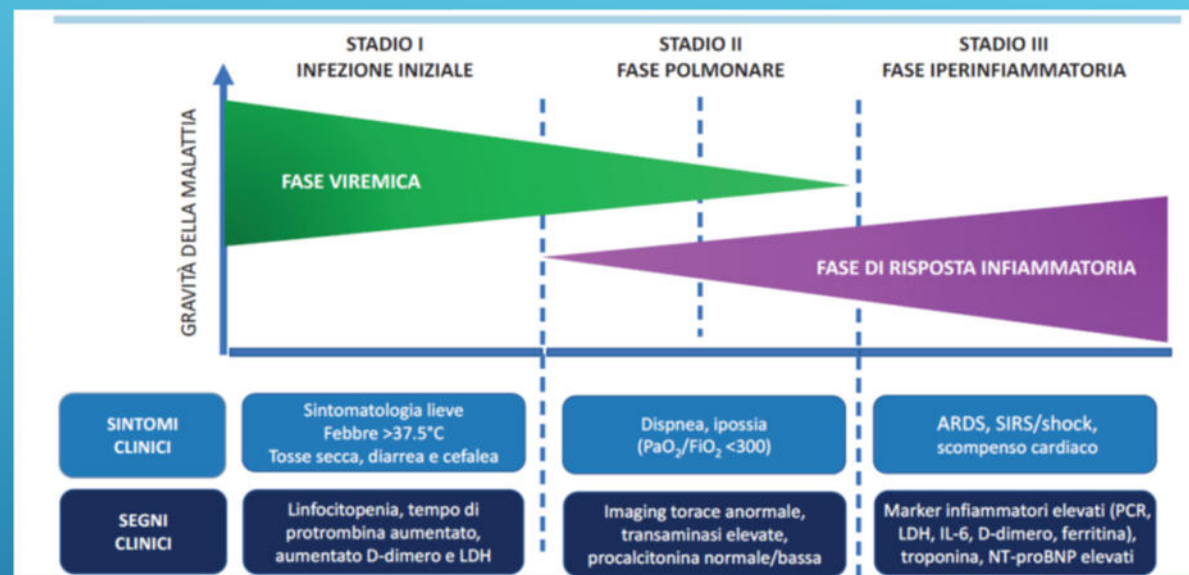 STADIO I
INFEZIONE INIZIALE
STADIO II
FASE POLMONARE
STADIO III
FASE IPERINFIAMMATORIA
GRAVITÀ DELLA MALATTIA
FASE VIREMICA
FASE DI RISPOSTA INFIAMMATORIA
SINTOMI
CLINICI
Sintomatologia lieve
Febbre >37.5°C
Tosse secca, diarrea e cefalea
Dispnea, ipossia
(PaO₂/FiO₂ <300)
ARDS, SIRS/shock,
scompenso cardiaco
SEGNI
CLINICI
Linfocitopenia, tempo di
protrombina aumentato,
aumentato D-dimero e LDH
Imaging torace anormale,
transaminasi elevate,
procalcitonina normale/bassa
Marker infiammatori elevati (PCR,
LDH, IL-6, D-dimero, ferritina),
troponina, NT-proBNP elevati